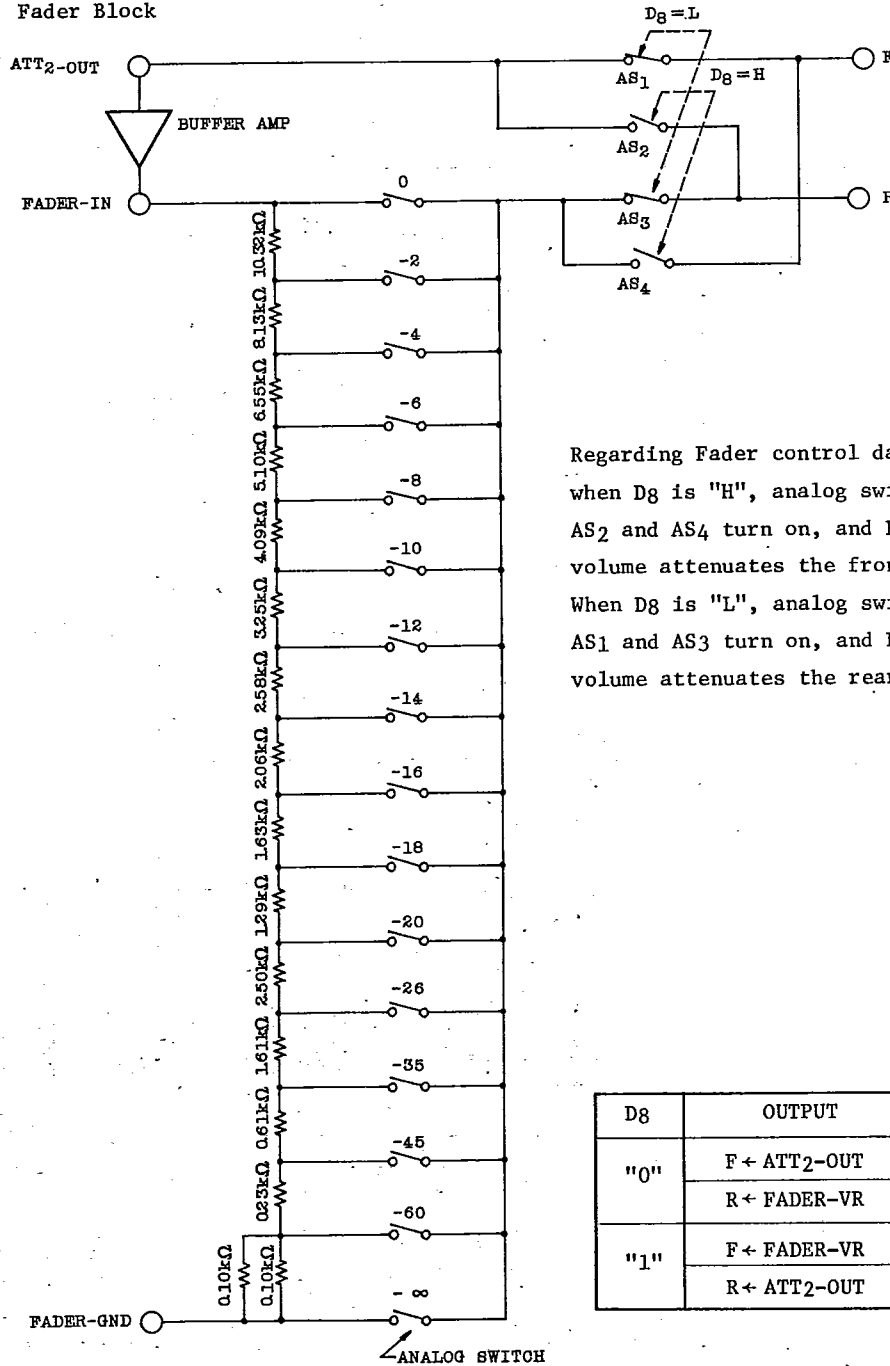 Fader Block
D8=L
ATT2-OUT
AS1
D8=H
BUFFER AMP
AS2
FADER-IN
0
AS3
AS4
10.32kΩ
-2
8.13kΩ
-4
6.55kΩ
-6
5.10kΩ
-8
4.09kΩ
-10
3.25kΩ
-12
2.58kΩ
-14
2.06kΩ
-16
1.63kΩ
-18
1.29kΩ
-20
2.50kΩ
-26
1.61kΩ
-35
0.61kΩ
-45
0.23kΩ
-60
0.10kΩ
0.10kΩ
- ∞
FADER-GND
ANALOG SWITCH
Regarding Fader control
when D8 is "H", analog
AS2 and AS4 turn on, and
volume attenuates the
When D8 is "L", analog
AS1 and AS3 turn on, and
volume attenuates the
D8 OUTPUT
"0" F ← ATT2-OUT
R ← FADER-VR
"1" F ← FADER-VR
R ← ATT2-OUT